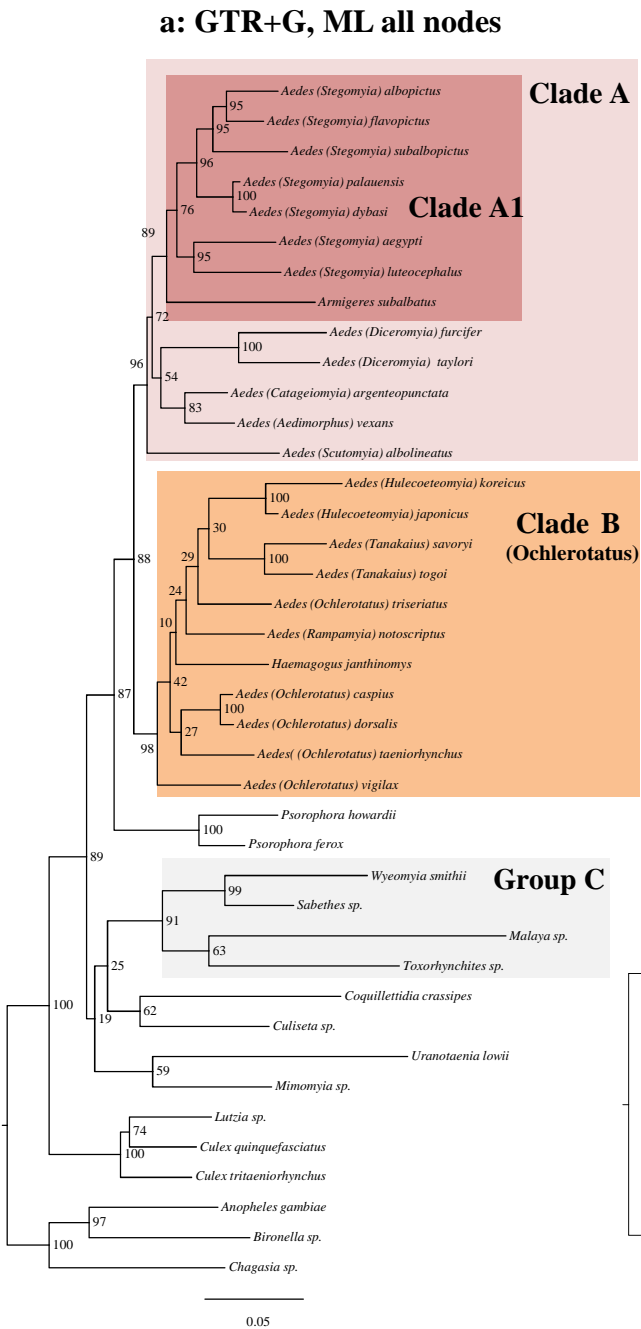 a: GTR+G, ML all nodes
Clade A
Aedes (Stegomyia) albopictus
95
Aedes (Stegomyia) flavopictus
95
Aedes (Stegomyia) subalbopictus
96
Aedes (Stegomyia) palauensis
100
Clade A1
Aedes (Stegomyia) dybasi
76
89
Aedes (Stegomyia) aegypti
95
Aedes (Stegomyia) luteocephalus
Armigeres subalbatus
72
Aedes (Diceromyia) furcifer
100
Aedes (Diceromyia) taylori
96
54
Aedes (Catageiomyia) argenteopunctata
83
Aedes (Aedimorphus) vexans
Aedes (Scutomyia) albolineatus
Aedes (Hulecoeteomyia) koreicus
100
Aedes (Hulecoeteomyia) japonicus
Clade B
(Ochlerotatus)
30
Aedes (Tanakaius) savoryi
88
29
100
Aedes (Tanakaius) togoi
24
Aedes (Ochlerotatus) triseriatus
10
Aedes (Rampamyia) notoscriptus
Haemagogus janthinomys
42
87
Aedes (Ochlerotatus) caspius
100
Aedes (Ochlerotatus) dorsalis
27
98
Aedes( (Ochlerotatus) taeniorhynchus
Aedes (Ochlerotatus) vigilax
Psorophora howardii
100
Psorophora ferox
89
Wyeomyia smithii
Group C
99
Sabethes sp.
91
Malaya sp.
63
Toxorhynchites sp.
25
Coquillettidia crassipes
100
62
19
Culiseta sp.
Uranotaenia lowii
59
Mimomyia sp.
Lutzia sp.
74
Culex quinquefasciatus
100
Culex tritaeniorhynchus
Anopheles gambiae
97
Bironella sp.
100
Chagasia sp.
0.05